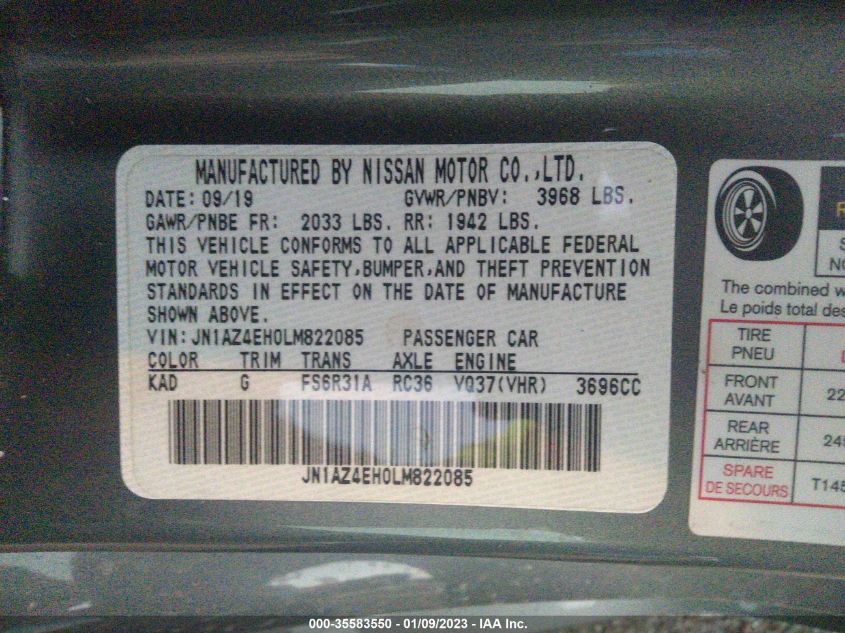 MANUFACTURED BY NISSAN MOTOR CO.,LTD.
DATE: 09/19 GVWR/PNBV: 3968 LBS.
GAWR/PNBE FR: 2033 LBS. RR: 1942 LBS.
THIS VEHICLE CONFORMS TO ALL APPLICABLE FEDERAL
MOTOR VEHICLE SAFETY,BUMPER,AND THEFT PREVENTION
STANDARDS IN EFFECT ON THE DATE OF MANUFACTURE
SHOWN ABOVE.
VIN: JN1AZ4EH0LM822085 PASSENGER CAR
COLOR TRIM TRANS AXLE ENGINE
KAD G FS6R31A RC36 VQ37(VHR) 3696CC
JN1AZ4EH0LM822085
The combined
Le poids total
TIRE
PNEU
FRONT
AVANT
REAR
ARRIÈRE
SPARE
DE SECOURS
000-35583550 - 01/09/2023 - IAA Inc.